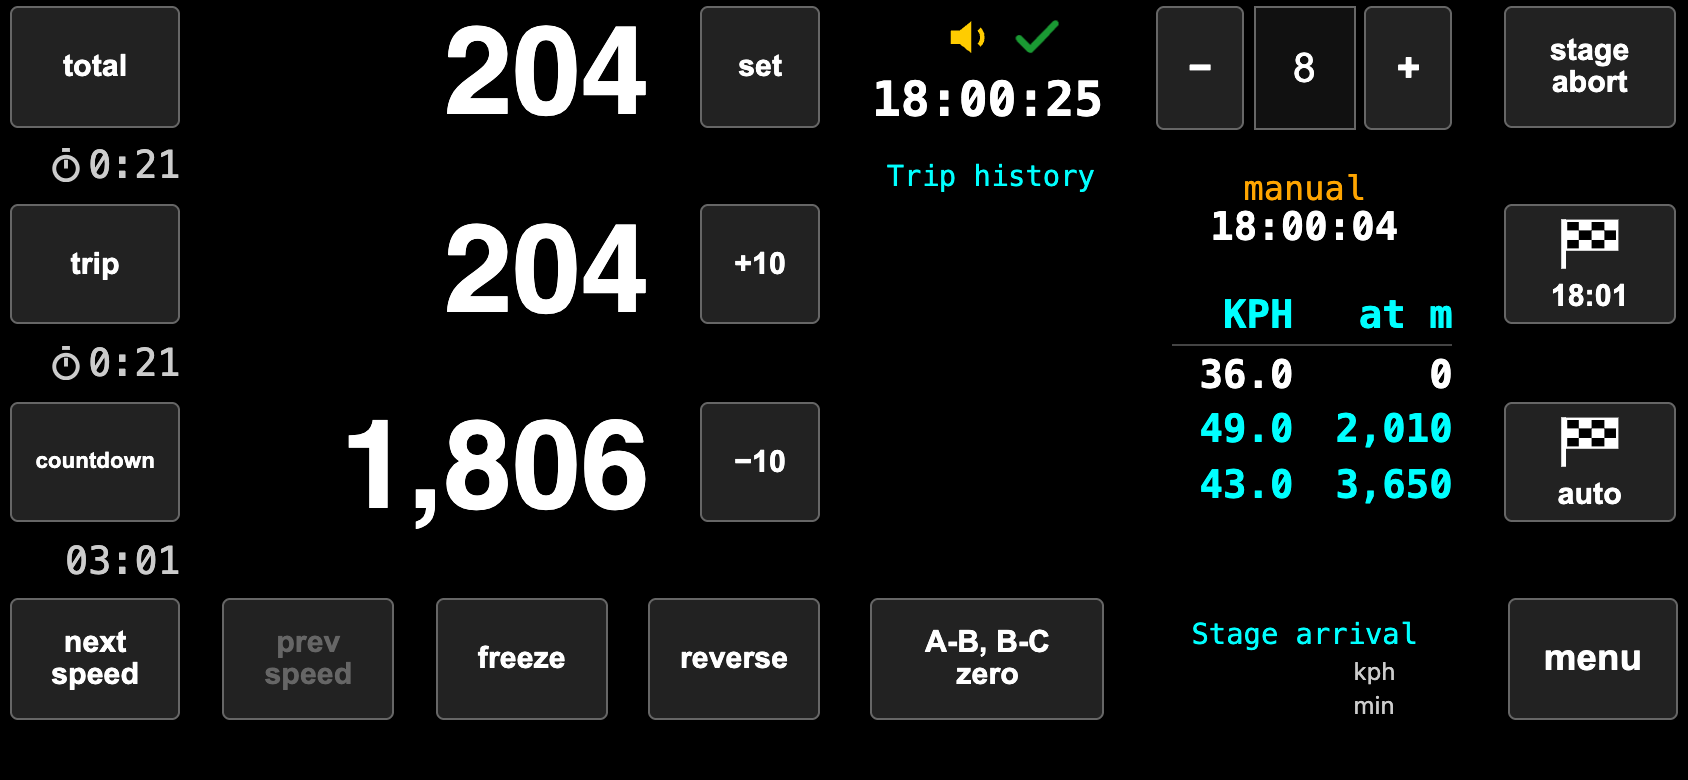 total
204
set
18:00:25
-
8
+
stage
abort
0:21
Trip history
manual
18:00:04
trip
204
+10
18:01
KPH at m
36.0 0
49.0 2,010
43.0 3,650
0:21
countdown
1,806
−10
auto
03:01
next
speed
prev
speed
freeze
reverse
A-B, B-C
zero
Stage arrival
kph
min
menu